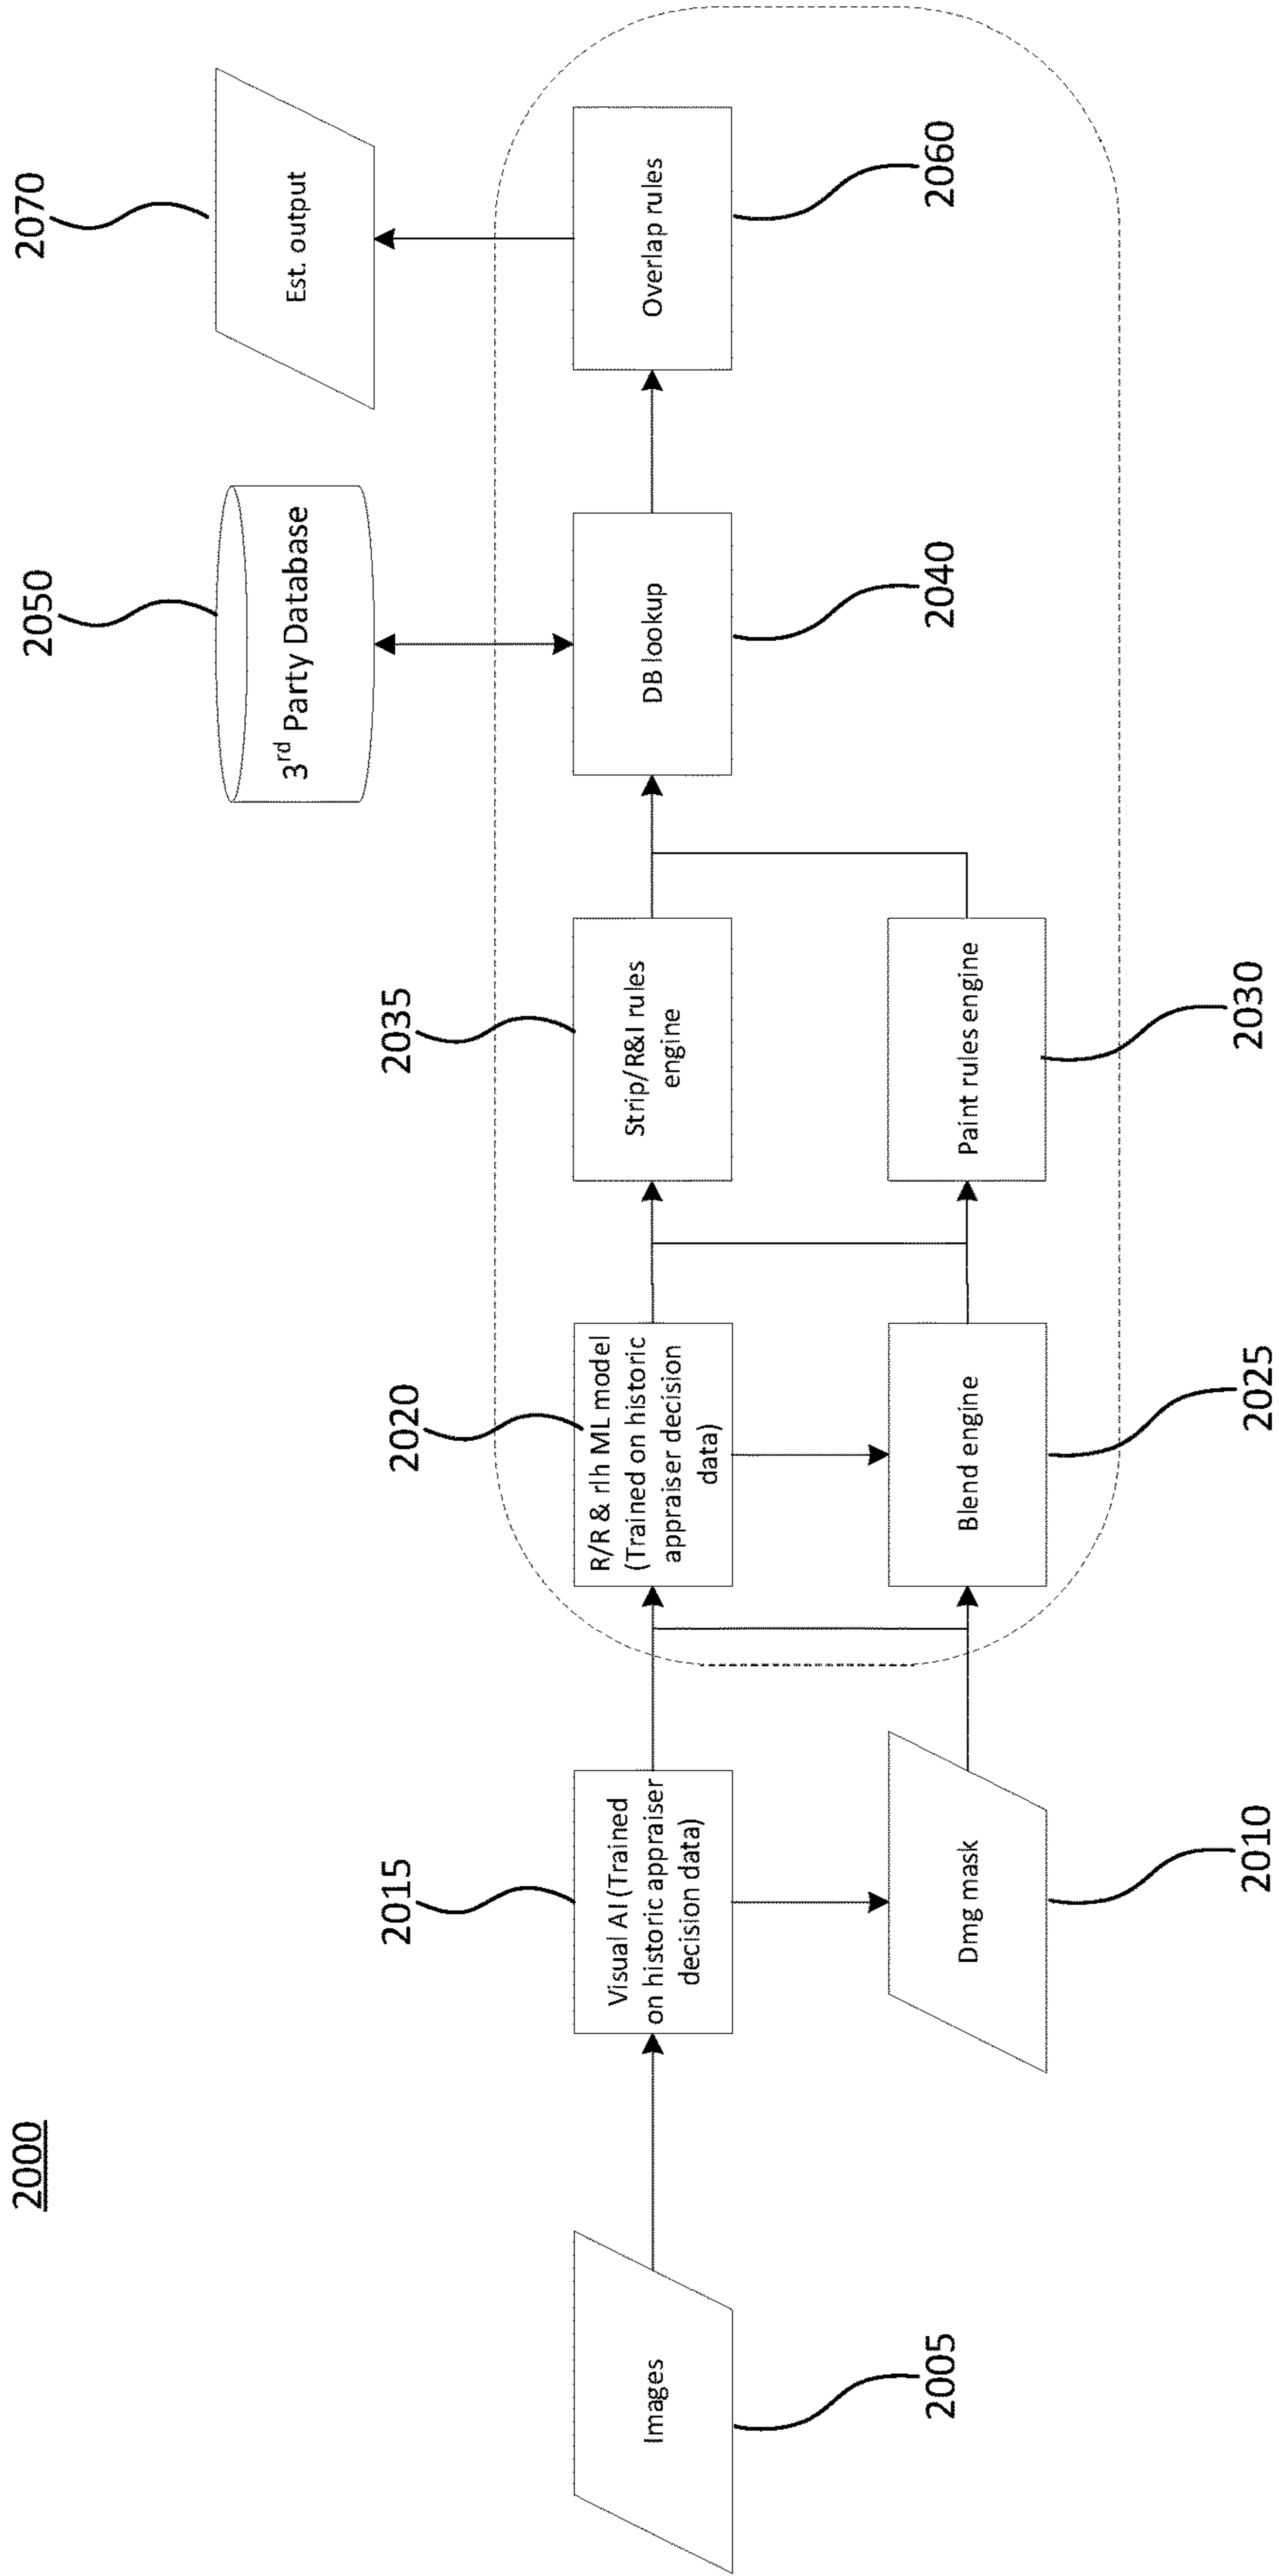 2000
2070
2050
Est. output
3rd Party Database
2035
2020
2015
Images
Visual AI (Trained
on historic appraiser
decision data)
R/R & rlh ML model
(Trained on historic
appraiser decision
data)
Strip/R&I rules
engine
DB lookup
Overlap rules
2005
2040
2060
Dmg mask
Blend engine
Paint rules engine
2010
2025
2030